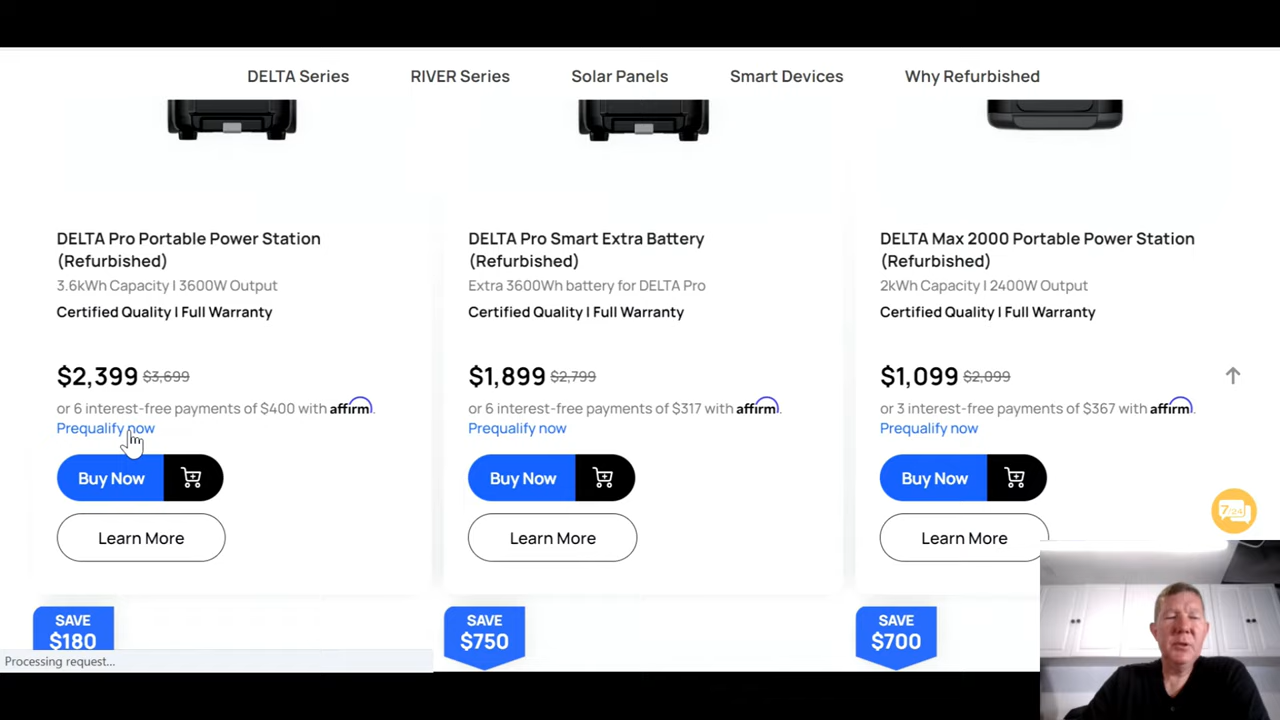 DELTA Series RIVER Series Solar Panels Smart Devices Why Refurbished
DELTA Pro Portable Power Station
(Refurbished)
3.6kWh Capacity | 3600W Output
Certified Quality | Full Warranty
$2,399 $3,699
or 6 interest-free payments of $400 with affirm.
Prequalify now
Buy Now
Learn More
DELTA Pro Smart Extra Battery
(Refurbished)
Extra 3600Wh battery for DELTA Pro
Certified Quality | Full Warranty
$1,899 $2,799
or 6 interest-free payments of $317 with affirm.
Prequalify now
Buy Now
Learn More
DELTA Max 2000 Portable Power Station
(Refurbished)
2kWh Capacity | 2400W Output
Certified Quality | Full Warranty
$1,099 $2,099
or 3 interest-free payments of $367 with affirm.
Prequalify now
Buy Now
Learn More
7/24
SAVE
$180
SAVE
$750
SAVE
$700
Processing request...